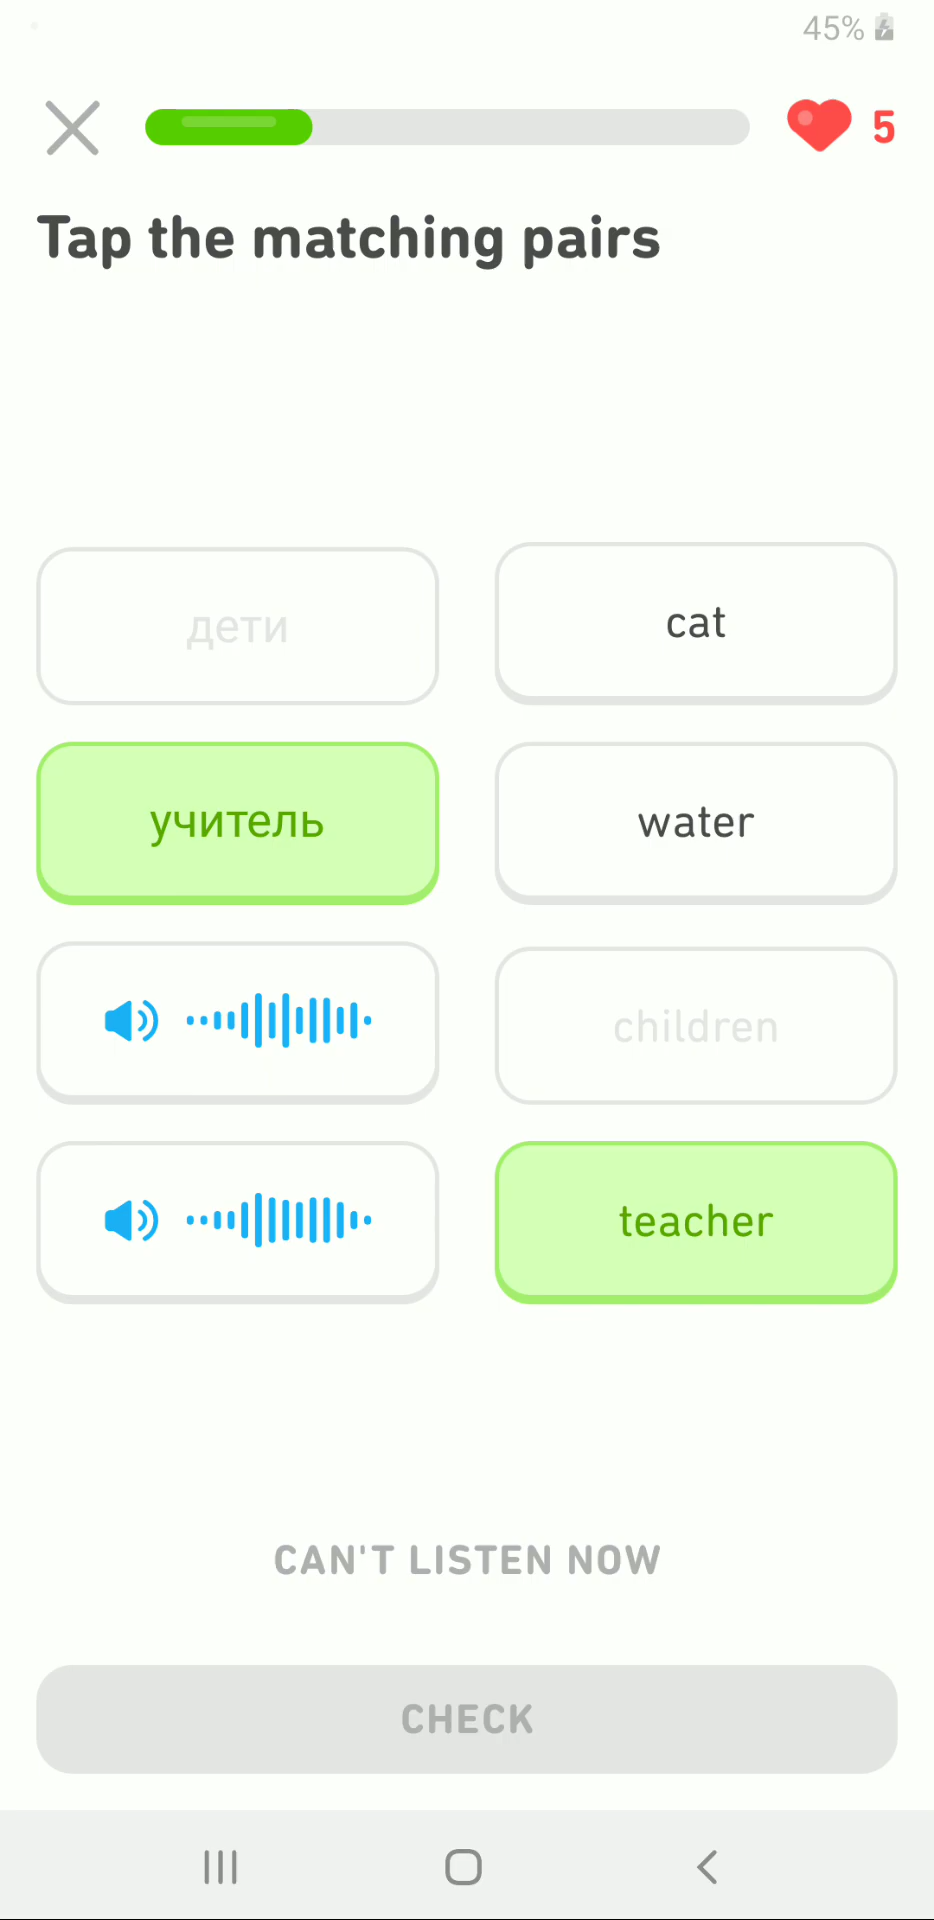 45%
5
Tap the matching pairs
дети
cat
учитель
water
children
teacher
CAN'T LISTEN NOW
CHECK